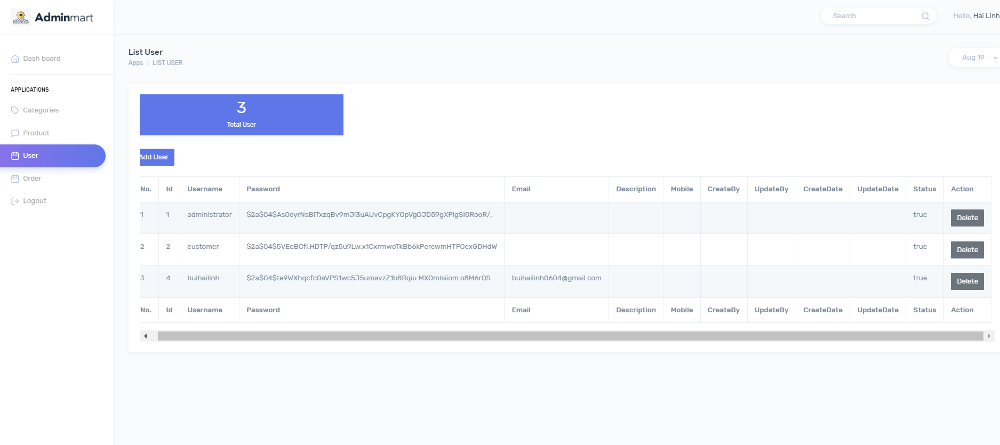 Adminmart
Search
Hello, Hai Linh
Dash board
APPLICATIONS
Categories
Product
User
Order
Logout
List User
Apps / LIST USER
Aug 19
3
Total User
Add User
No. Id Username Password Email Description Mobile CreateBy UpdateBy CreateDate UpdateDate Status Action
1 1 administrator $2a$04$As0oyrNsBITxzqBv9mJi3uAUvCpgKYOpVgOJD59gXPlgSI0RooR/. true Delete
2 2 customer $2a$04$5VEeBCfI.HDTP/qz5u9Lw.x1CxrmwoTkBb6kPerewmHTFOexGDHdW true Delete
3 4 buihailinh $2a$04$te9WXhqcfc0aVPS1wc5J5umavzZ1b8Rqiu.MXOmlsiiom.o8M6rQS buihailinh0604@gmail.com true Delete
No. Id Username Password Email Description Mobile CreateBy UpdateBy CreateDate UpdateDate Status Action